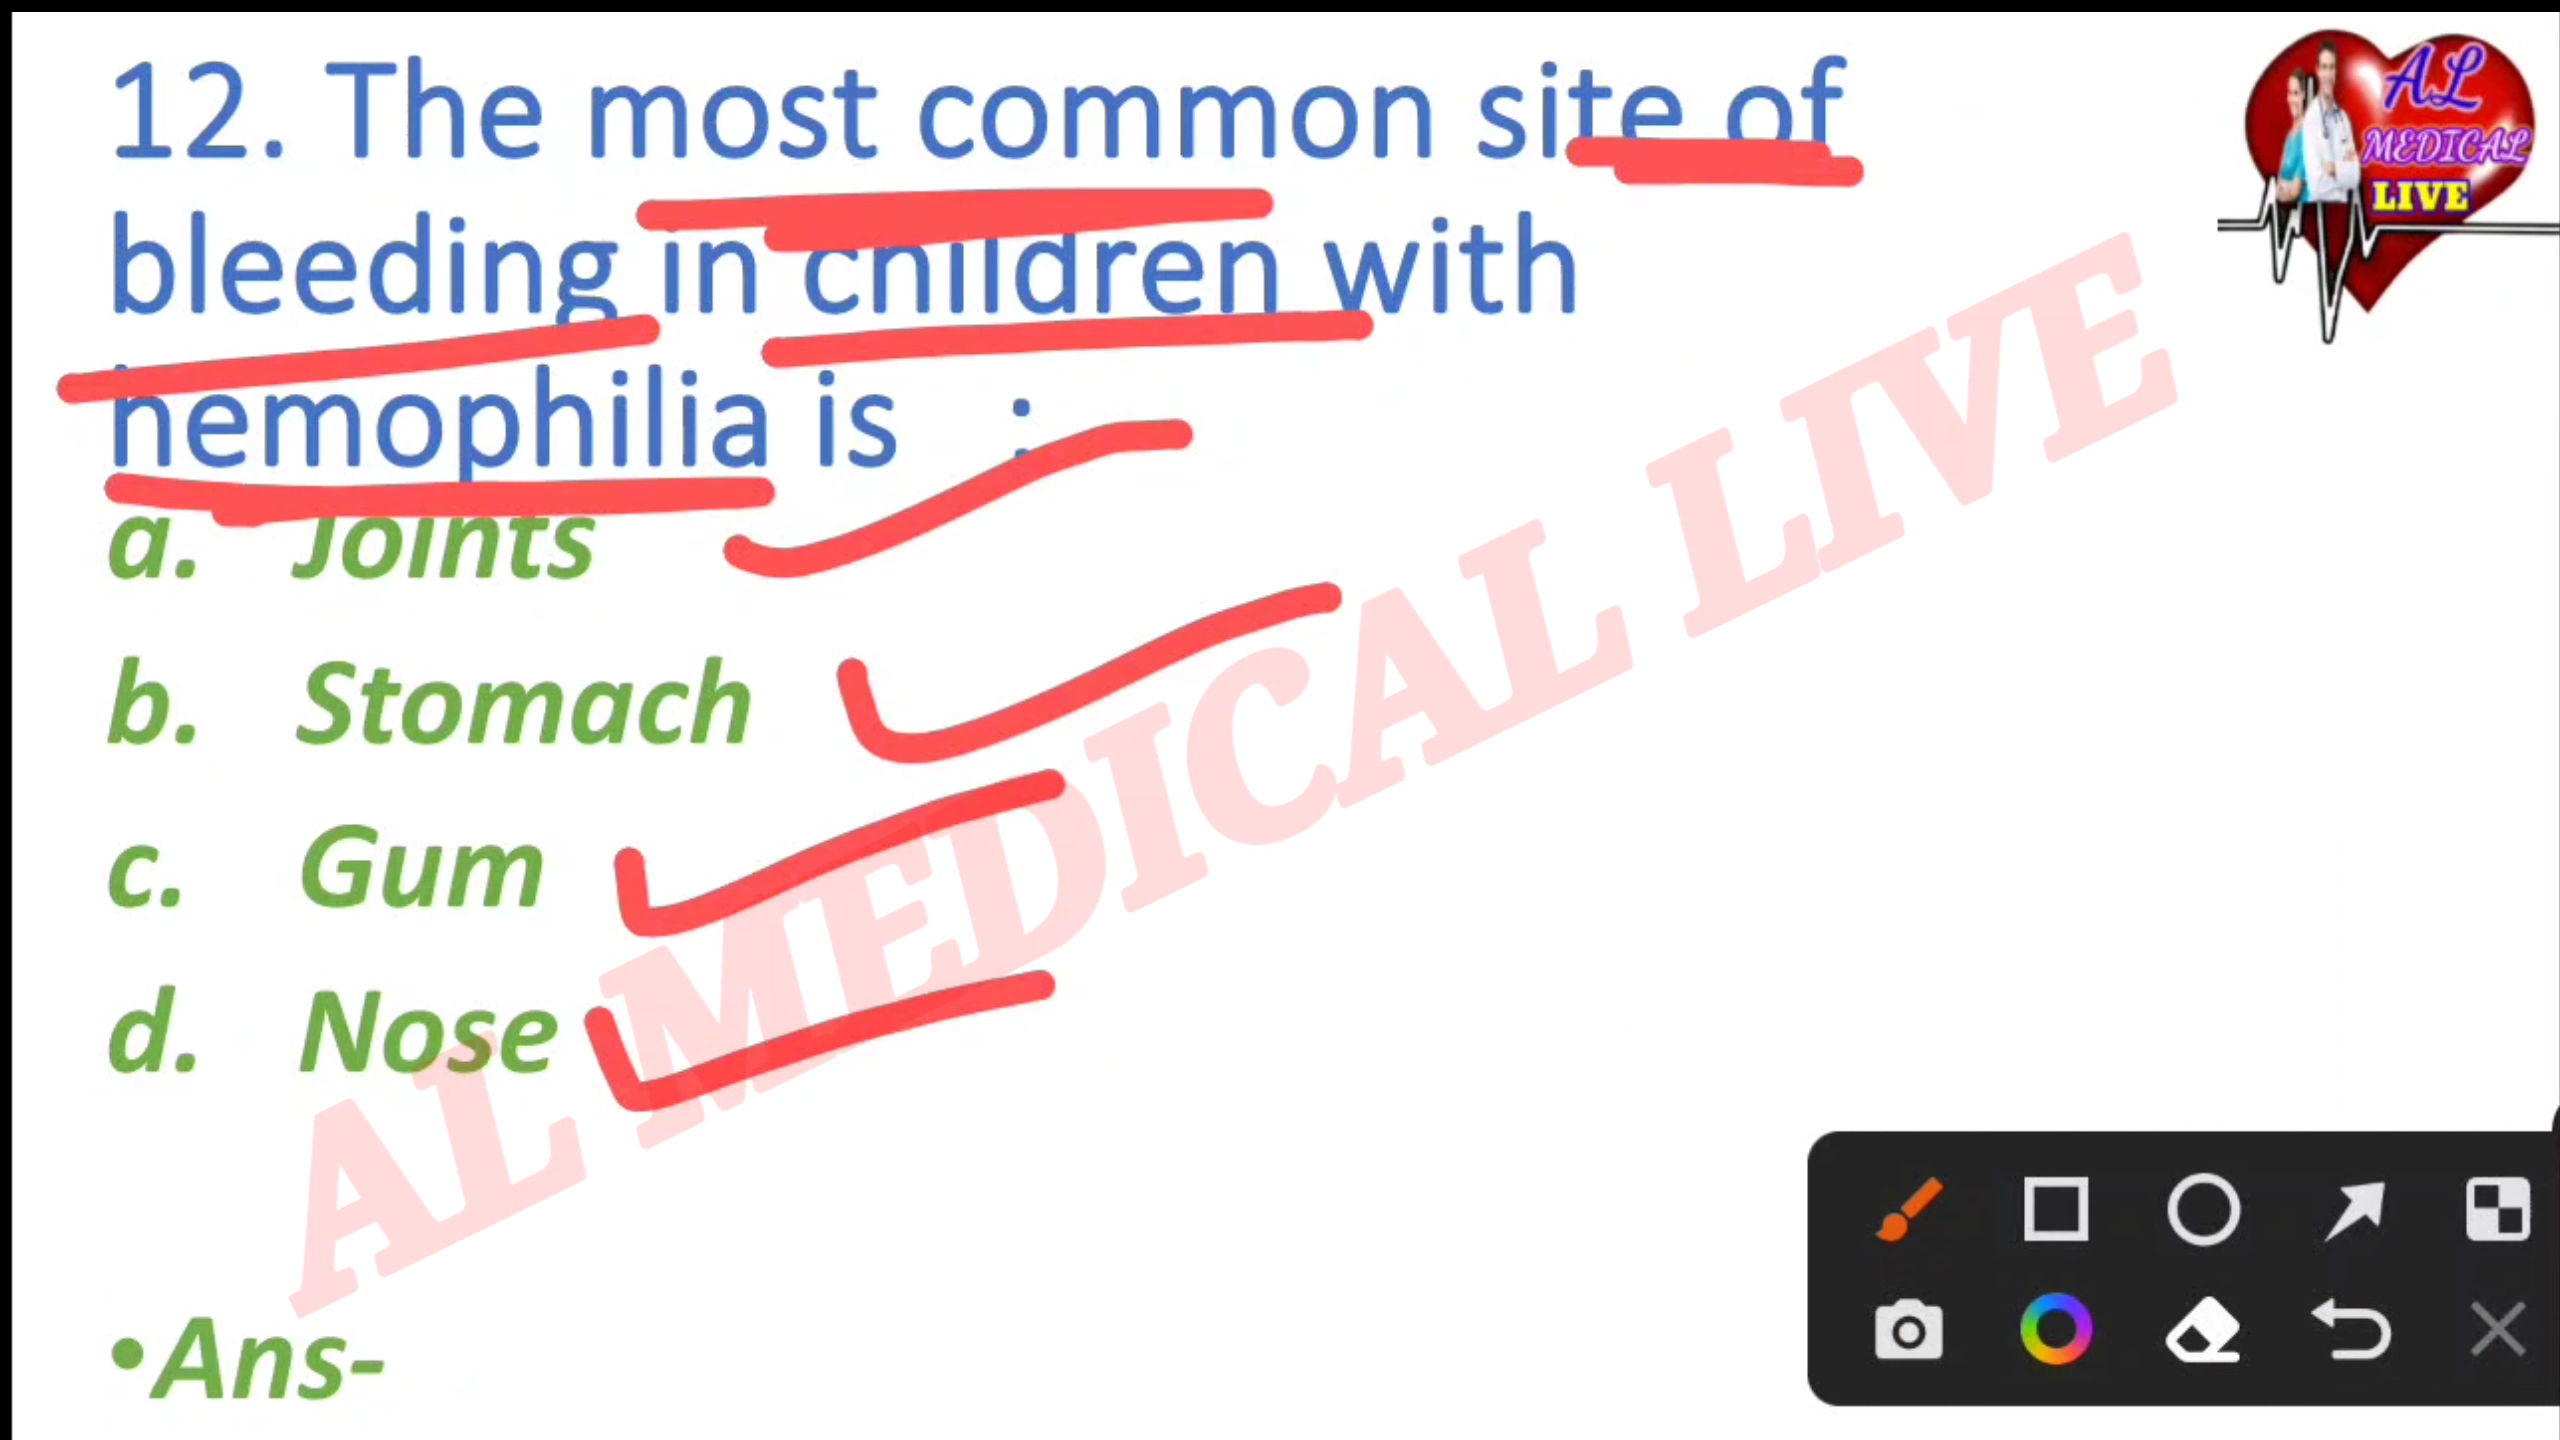 12. The most common site of
bleeding in children with
hemophilia is :
a. Joints
b. Stomach
c. Gum
d. Nose
•Ans-
AL
MEDICAL
LIVE
AL MEDICAL LIVE